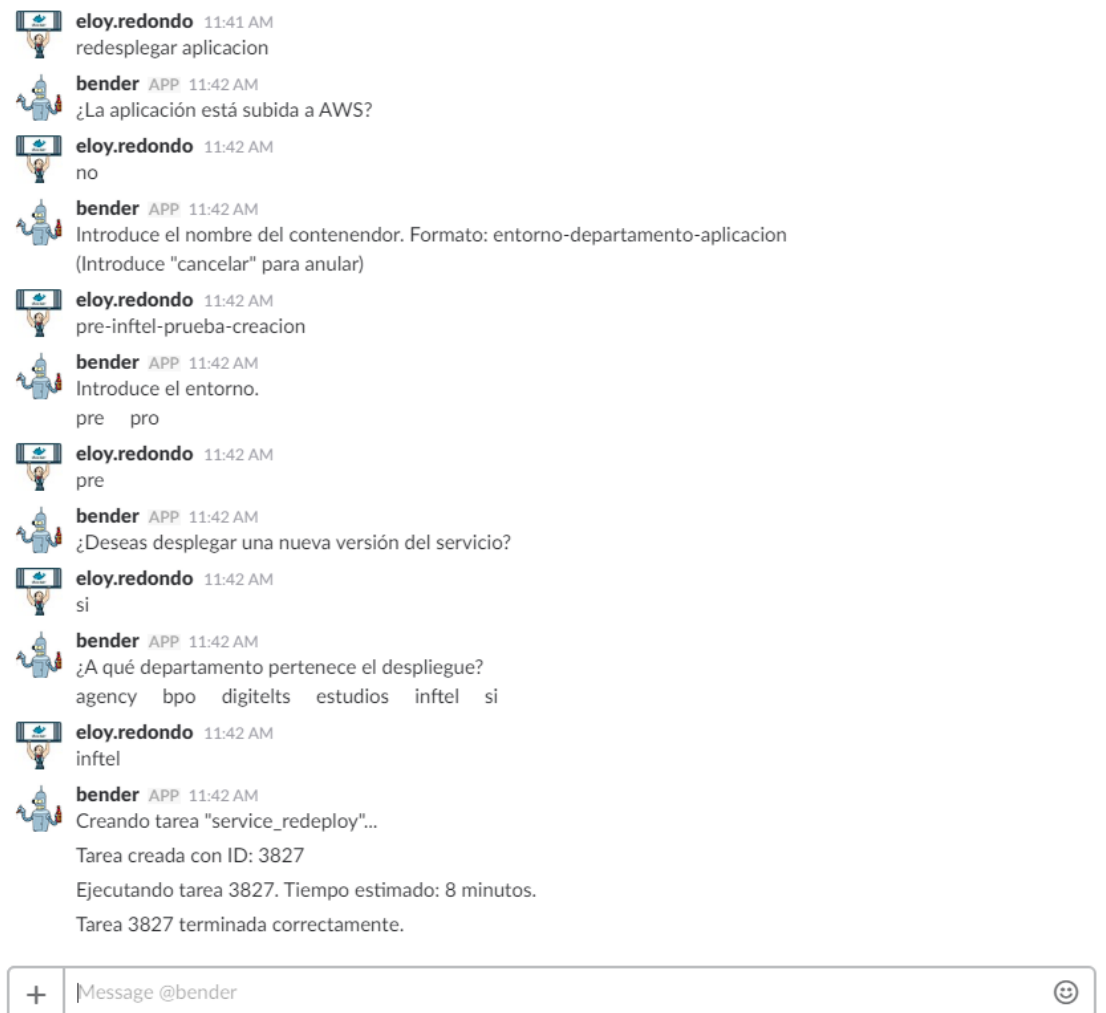 eloy.redondo 11:41 AM
redesplegar aplicacion
bender APP 11:42 AM
¿La aplicación está subida a AWS?
eloy.redondo 11:42 AM
no
bender APP 11:42 AM
Introduce el nombre del contenendor. Formato: entorno-departamento-aplicacion
(Introduce "cancelar" para anular)
eloy.redondo 11:42 AM
pre-inftel-prueba-creacion
bender APP 11:42 AM
Introduce el entorno.
pre pro
eloy.redondo 11:42 AM
pre
bender APP 11:42 AM
¿Deseas desplegar una nueva versión del servicio?
eloy.redondo 11:42 AM
si
bender APP 11:42 AM
¿A qué departamento pertenece el despliegue?
agency bpo digitelts estudios inftel si
eloy.redondo 11:42 AM
inftel
bender APP 11:42 AM
Creando tarea "service_redeploy"...
Tarea creada con ID: 3827
Ejecutando tarea 3827. Tiempo estimado: 8 minutos.
Tarea 3827 terminada correctamente.
+ Message @bender